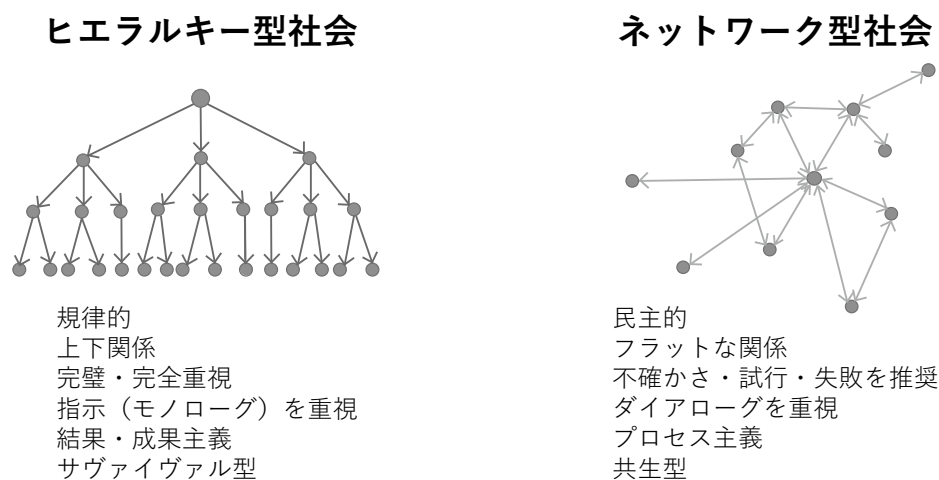 ヒエラルキー型社会
規律的
上下関係
完璧・完全重視
指示（モノローグ）を重視
結果・成果主義
サヴァイヴァル型
ネットワーク型社会
民主的
フラットな関係
不確かさ・試行・失敗を推奨
ダイアローグを重視
プロセス主義
共生型